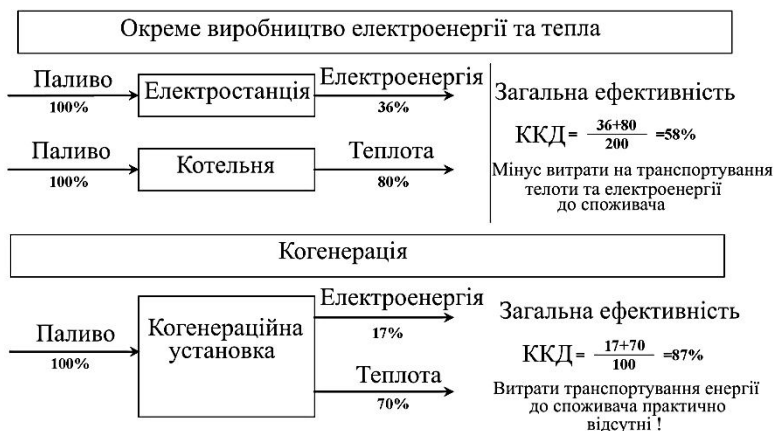 Окреме виробництво електроенергії та тепла
Паливо
100%
Електростанція
Електроенергія
36%
Паливо
100%
Котельня
Теплота
80%
Загальна ефективність
ККД = 36+80 / 200 =58%
Мінус витрати на транспортування
телоти та електроенергії
до споживача
Когенерація
Паливо
100%
Когенераційна
установка
Електроенергія
17%
Теплота
70%
Загальна ефективність
ККД = 17+70 / 100 =87%
Витрати транспортування енергії
до споживача практично
відсутні !